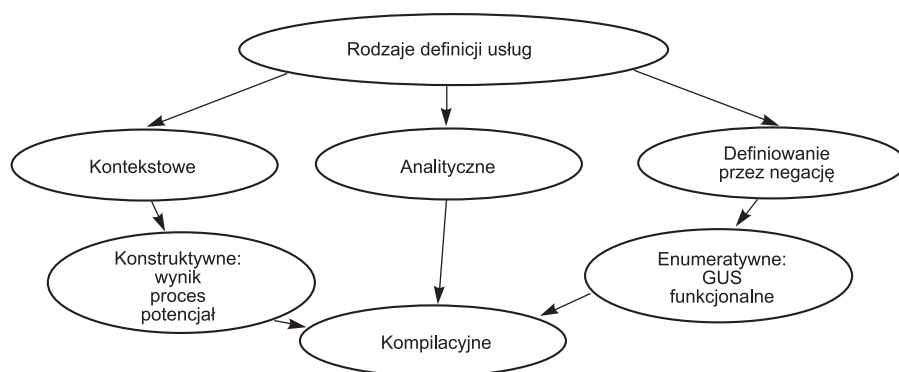 Rodzaje definicji usług
Kontekstowe
Analityczne
Definiowanie
przez negację
Konstruktywne:
wynik
proces
potencjał
Enumeratywne:
GUS
funkcjonalne
Kompilacyjne